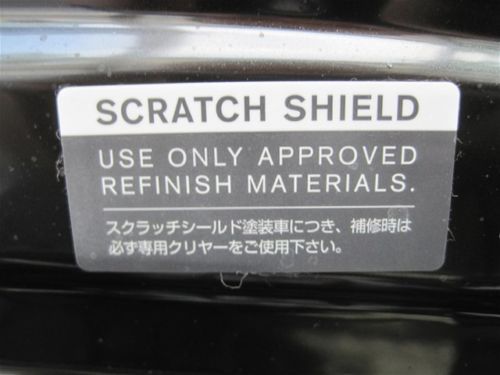 SCRATCH SHIELD
USE ONLY APPROVED
REFINISH MATERIALS.
スクラッチシールド塗装車につき、補修時は
必ず専用クリヤーをご使用下さい。